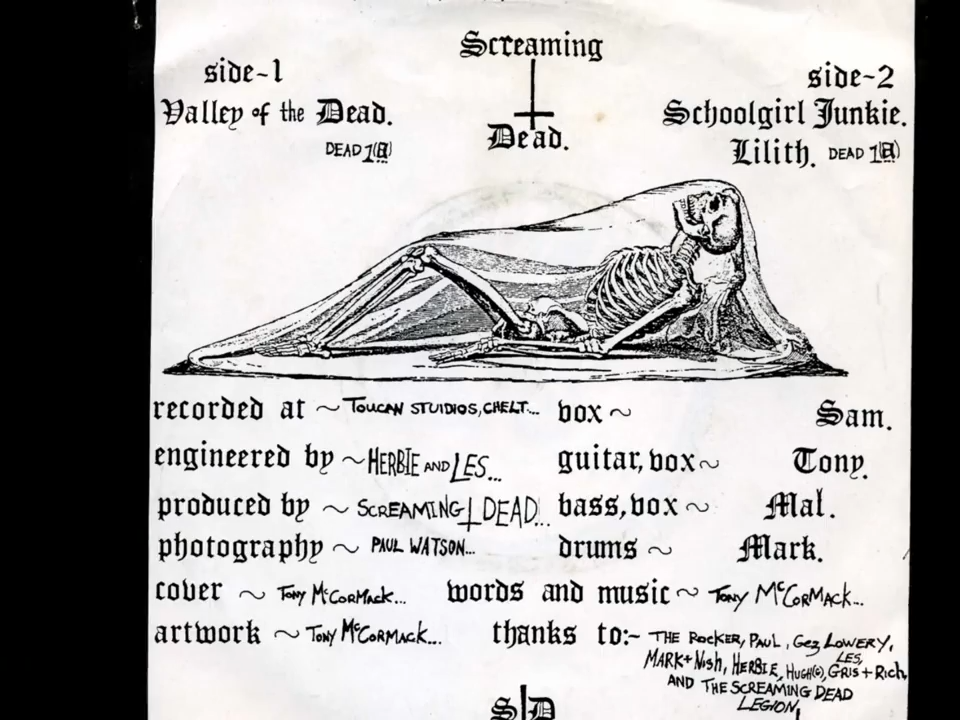 Screaming
Dead.
side~1
Valley of the Dead.
DEAD 1(A)
side~2
Schoolgirl Junkie.
Lilith. DEAD 1(B)
recorded at ~ TOUCAN STUIDIOS, CHELT...
engineered by ~ HERBIE AND LES...
produced by ~ SCREAMING DEAD...
photography ~ PAUL WATSON...
cover ~ TONY McCORMACK...
artwork ~ TONY McCORMACK...
vox ~ Sam.
guitar, vox ~ Tony.
bass, vox ~ Mal.
drums ~ Mark.
words and music ~ TONY McCORMACK...
thanks to:- THE ROCKER, PAUL, GEZ LOWERY,
LES,
MARK + NISH, HERBIE, HUGH(G), GRIS + RICH,
AND THE SCREAMING DEAD
LEGION,
S D